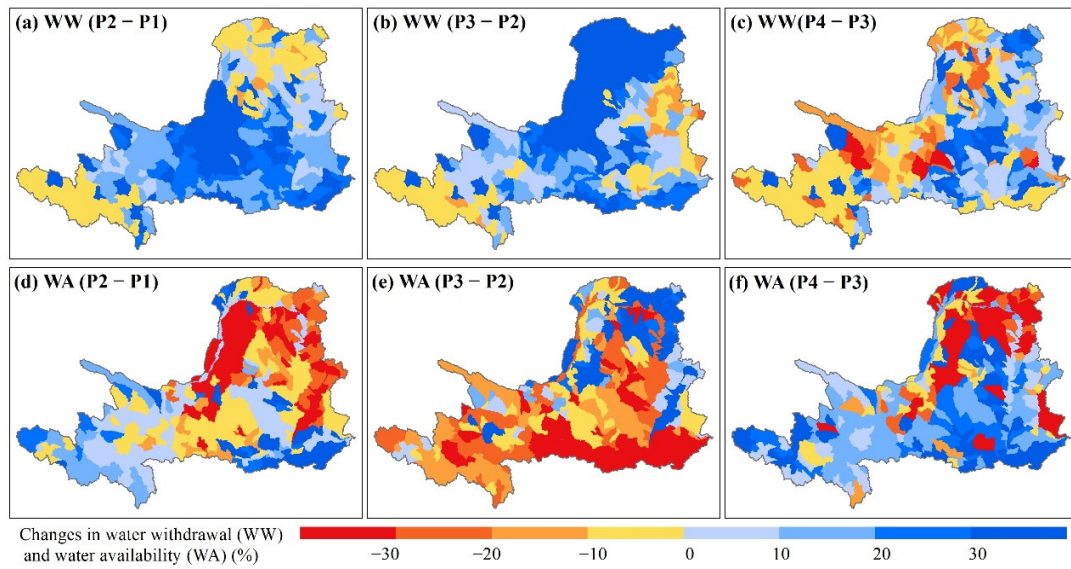 (a) WW (P2 − P1)
(b) WW (P3 − P2)
(c) WW(P4 − P3)
(d) WA (P2 − P1)
(e) WA (P3 − P2)
(f) WA (P4 − P3)
Changes in water withdrawal (WW)
and water availability (WA) (%)
−30 −20 −10 0 10 20 30